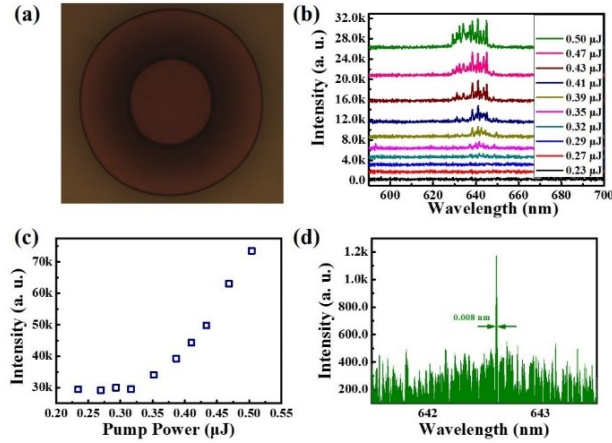 (a)
(b)
Intensity (a. u.)
32.0k
28.0k
24.0k
20.0k
16.0k
12.0k
8.0k
4.0k
0.0
600
620
640
660
680
700
Wavelength (nm)
0.50 μJ
0.47 μJ
0.43 μJ
0.41 μJ
0.39 μJ
0.35 μJ
0.32 μJ
0.29 μJ
0.27 μJ
0.23 μJ
(c)
Intensity (a. u.)
70k
60k
50k
40k
30k
0.20
0.25
0.30
0.35
0.40
0.45
0.50
0.55
Pump Power (μJ)
(d)
Intensity (a. u.)
1.2k
1.0k
800.0
600.0
400.0
200.0
0.008 nm
642
643
Wavelength (nm)